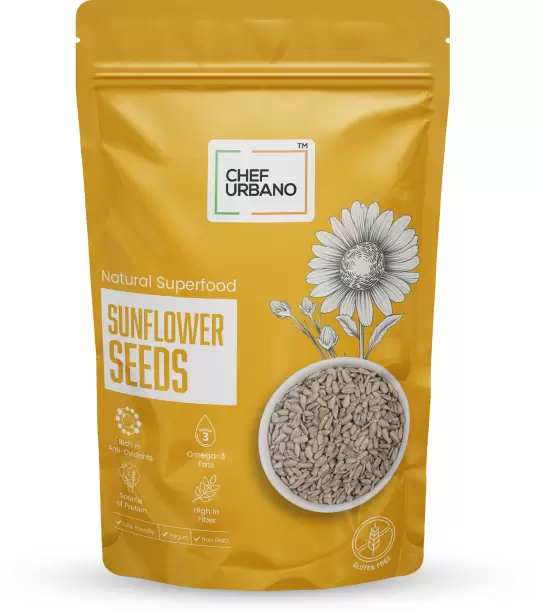 TM
CHEF
URBANO
Natural Superfood
SUNFLOWER
SEEDS
Rich in
Anti-Oxidants
3
Omega-3
Fats
Source
of Protein
High in
Fiber
Vegan
Non GMO
GLUTEN FREE